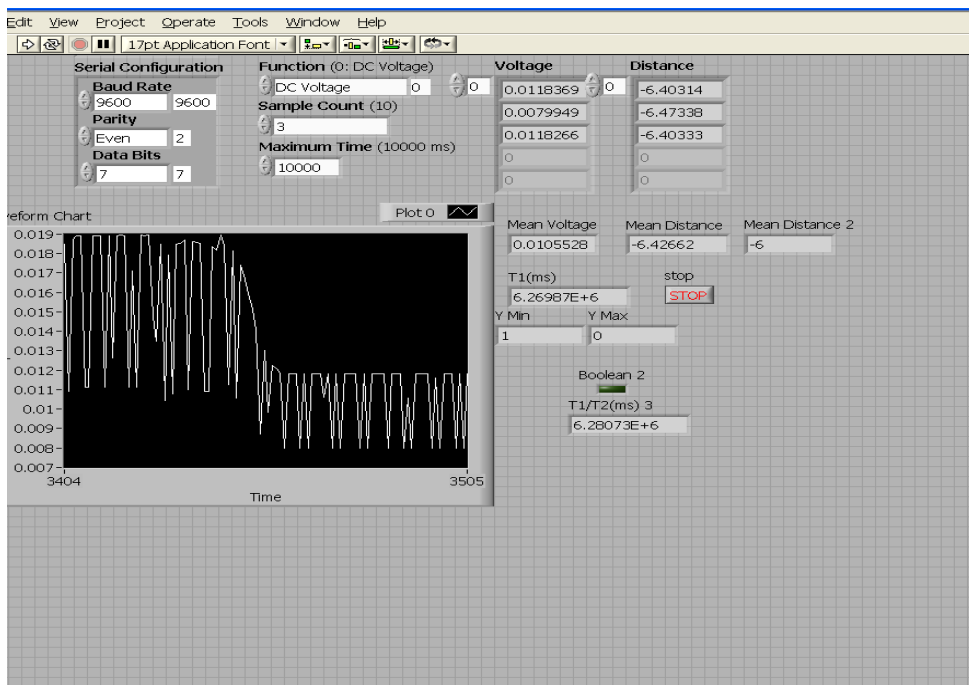 Edit View Project Operate Tools Window Help
17pt Application Font
Serial Configuration
Baud Rate
9600 9600
Parity
Even 2
Data Bits
7 7
Function (0: DC Voltage)
DC Voltage 0
Sample Count (10)
3
Maximum Time (10000 ms)
10000
Voltage
0
0.0118369
0.0079949
0.0118266
0
0
Distance
0
-6.40314
-6.47338
-6.40333
0
0
Mean Voltage Mean Distance Mean Distance 2
0.0105528 -6.42662 -6
T1(ms) stop
6.26987E+6 STOP
Y Min Y Max
1 0
Boolean 2
T1/T2(ms) 3
6.28073E+6
eform Chart
Plot 0
0.019
0.018
0.017
0.016
0.015
0.014
0.013
0.012
0.011
0.01
0.009
0.008
0.007
3404 3505
Time